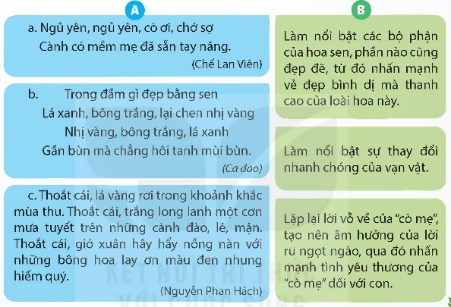 A
a. Ngủ yên, ngủ yên, cò ơi, chớ sợ
Cành có mềm mẹ đã sẵn tay nâng.
(Chế Lan Viên)
b. Trong đầm gì đẹp bằng sen
Lá xanh, bông trắng, lại chen nhị vàng
Nhị vàng, bông trắng, lá xanh
Gần bùn mà chẳng hôi tanh mùi bùn.
(Ca dao)
c. Thoắt cái, lá vàng rơi trong khoảnh khắc
mùa thu. Thoắt cái, trắng long lanh một cơn
mưa tuyết trên những cành đào, lê, mận.
Thoắt cái, gió xuân hây hẩy nồng nàn với
những bông hoa lay ơn màu đen nhung
hiếm quý.
(Nguyễn Phan Hách)
B
Làm nổi bật các bộ phận
của hoa sen, phần nào cũng
đẹp đẽ, từ đó nhấn mạnh
vẻ đẹp bình dị mà thanh
cao của loài hoa này.
Làm nổi bật sự thay đổi
nhanh chóng của vạn vật.
Lặp lại lời vỗ về của "cò mẹ",
tạo nên âm hưởng của lời
ru ngọt ngào, qua đó nhấn
mạnh tình yêu thương của
"cò mẹ" đối với con.
KẾT NỐI TRI THỨC